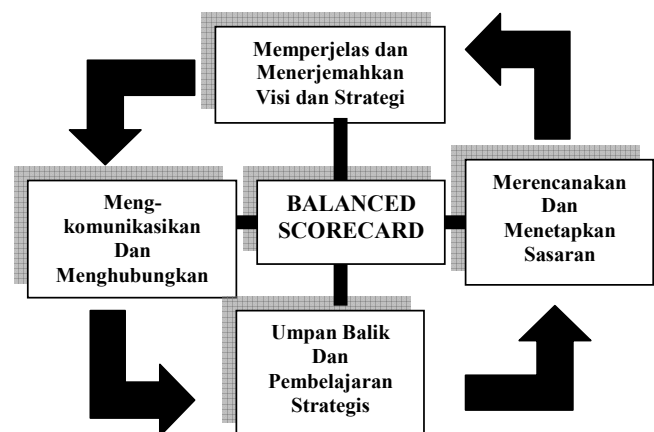 Memperjelas dan
Menerjemahkan
Visi dan Strategi
Meng-
komunikasikan
Dan
Menghubungkan
BALANCED
SCORECARD
Merencanakan
Dan
Menetapkan
Sasaran
Umpan Balik
Dan
Pembelajaran
Strategis